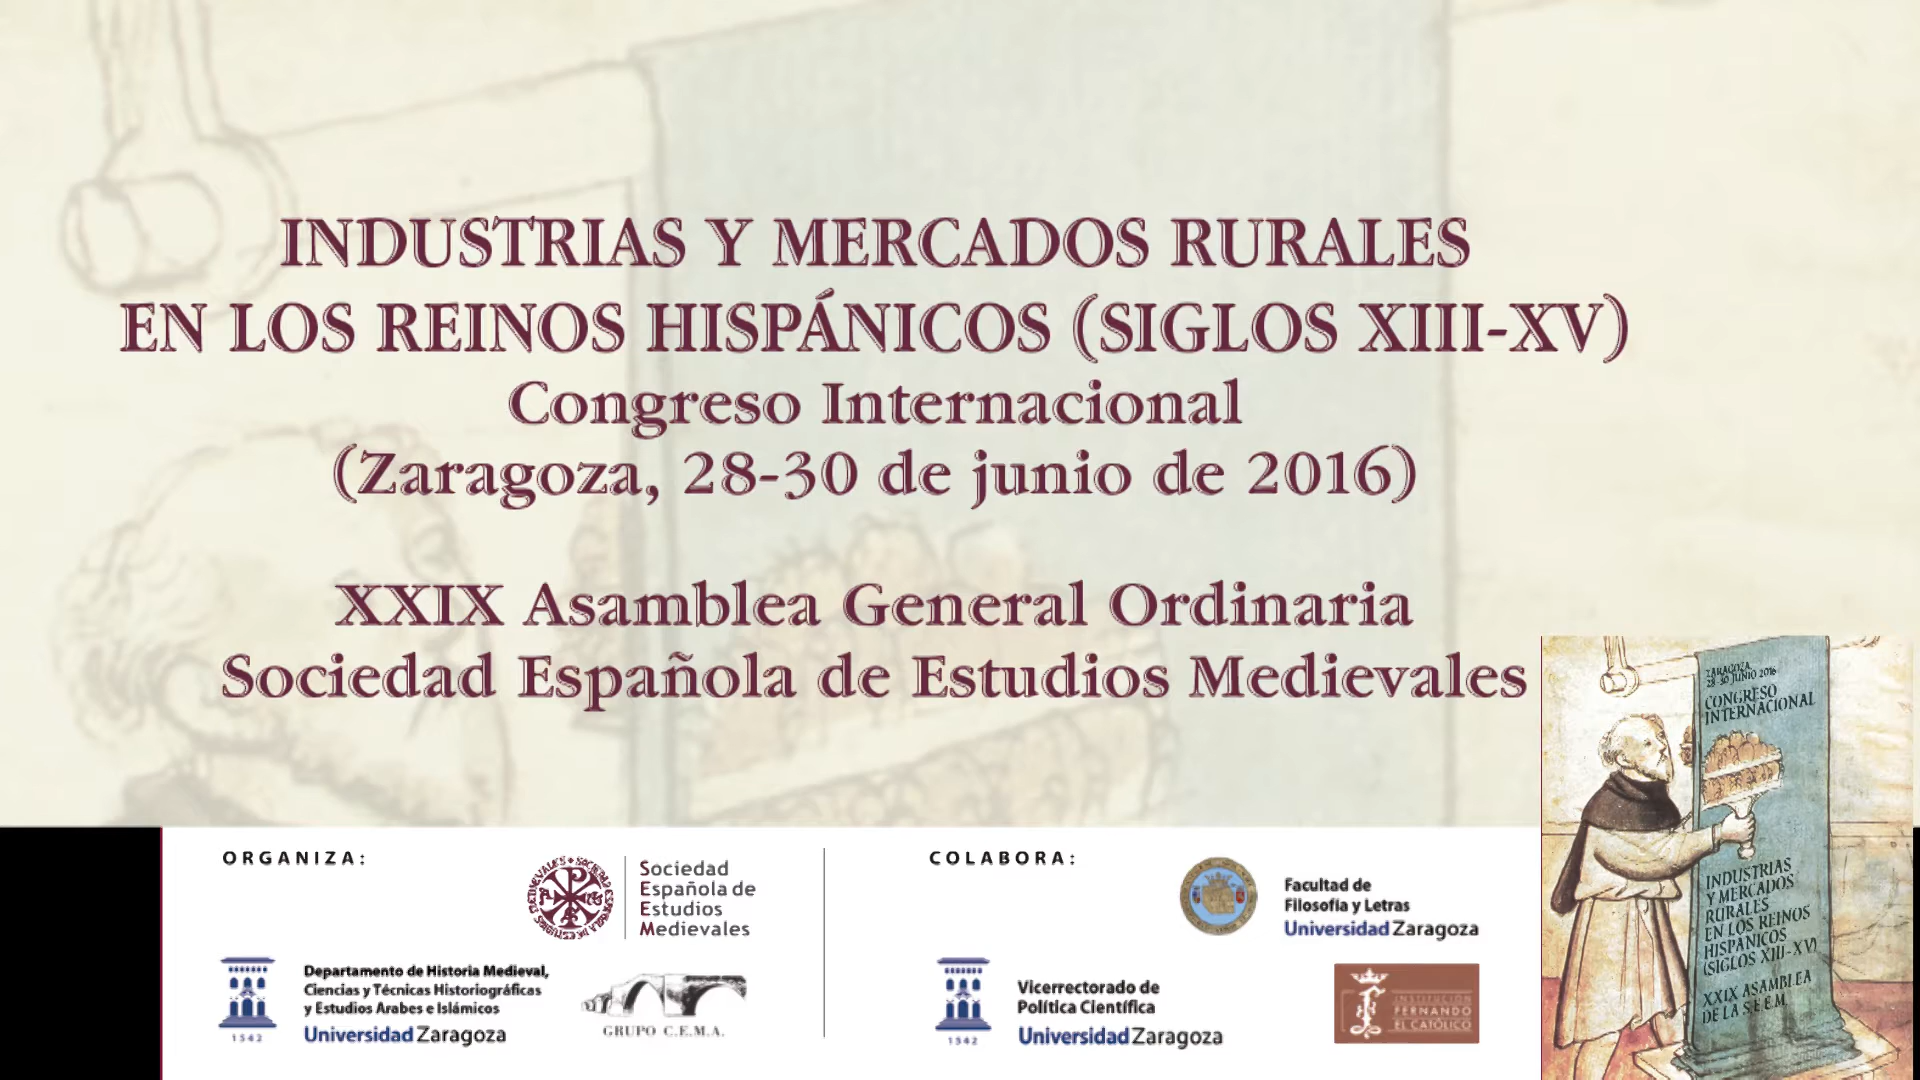 INDUSTRIAS Y MERCADOS RURALES
EN LOS REINOS HISPÁNICOS (SIGLOS XIII-XV)
Congreso Internacional
(Zaragoza, 28-30 de junio de 2016)
XXIX Asamblea General Ordinaria
Sociedad Española de Estudios Medievales
ORGANIZA:
Sociedad
Española de
Estudios
Medievales
Departamento de Historia Medieval,
Ciencias y Técnicas Historiográficas
y Estudios Arabes e Islámicos
Universidad Zaragoza
1542
GRUPO C.E.M.A.
COLABORA:
Facultad de
Filosofía y Letras
Universidad Zaragoza
Vicerrectorado de
Política Científica
Universidad Zaragoza
1542
INSTITUCIÓN
FERNANDO
EL CATÓLICO
ZARAGOZA,
28-30 JUNIO 2016
CONGRESO
INTERNACIONAL
INDUSTRIAS
Y MERCADOS
RURALES
EN LOS REINOS
HISPÁNICOS
(SIGLOS XIII-XV)
XXIX ASAMBLEA
DE LA S.E.E.M.